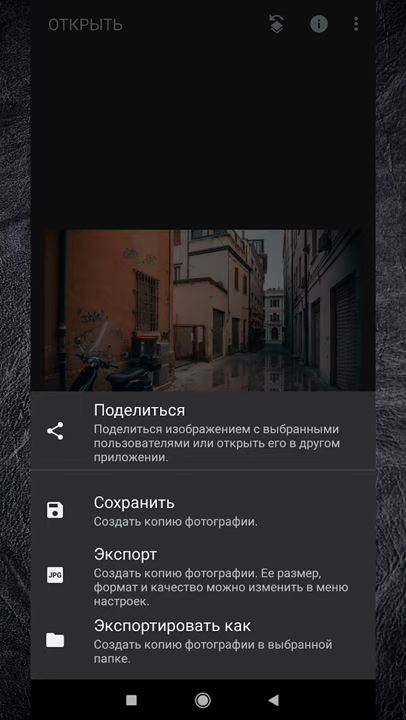 ОТКРЫТЬ
Поделиться
Поделиться изображением с выбранными
пользователями или открыть его в другом
приложении.
Сохранить
Создать копию фотографии.
Экспорт
JPG
Создать копию фотографии. Ее размер,
формат и качество можно изменить в меню
настроек.
Экспортировать как
Создать копию фотографии в выбранной
папке.